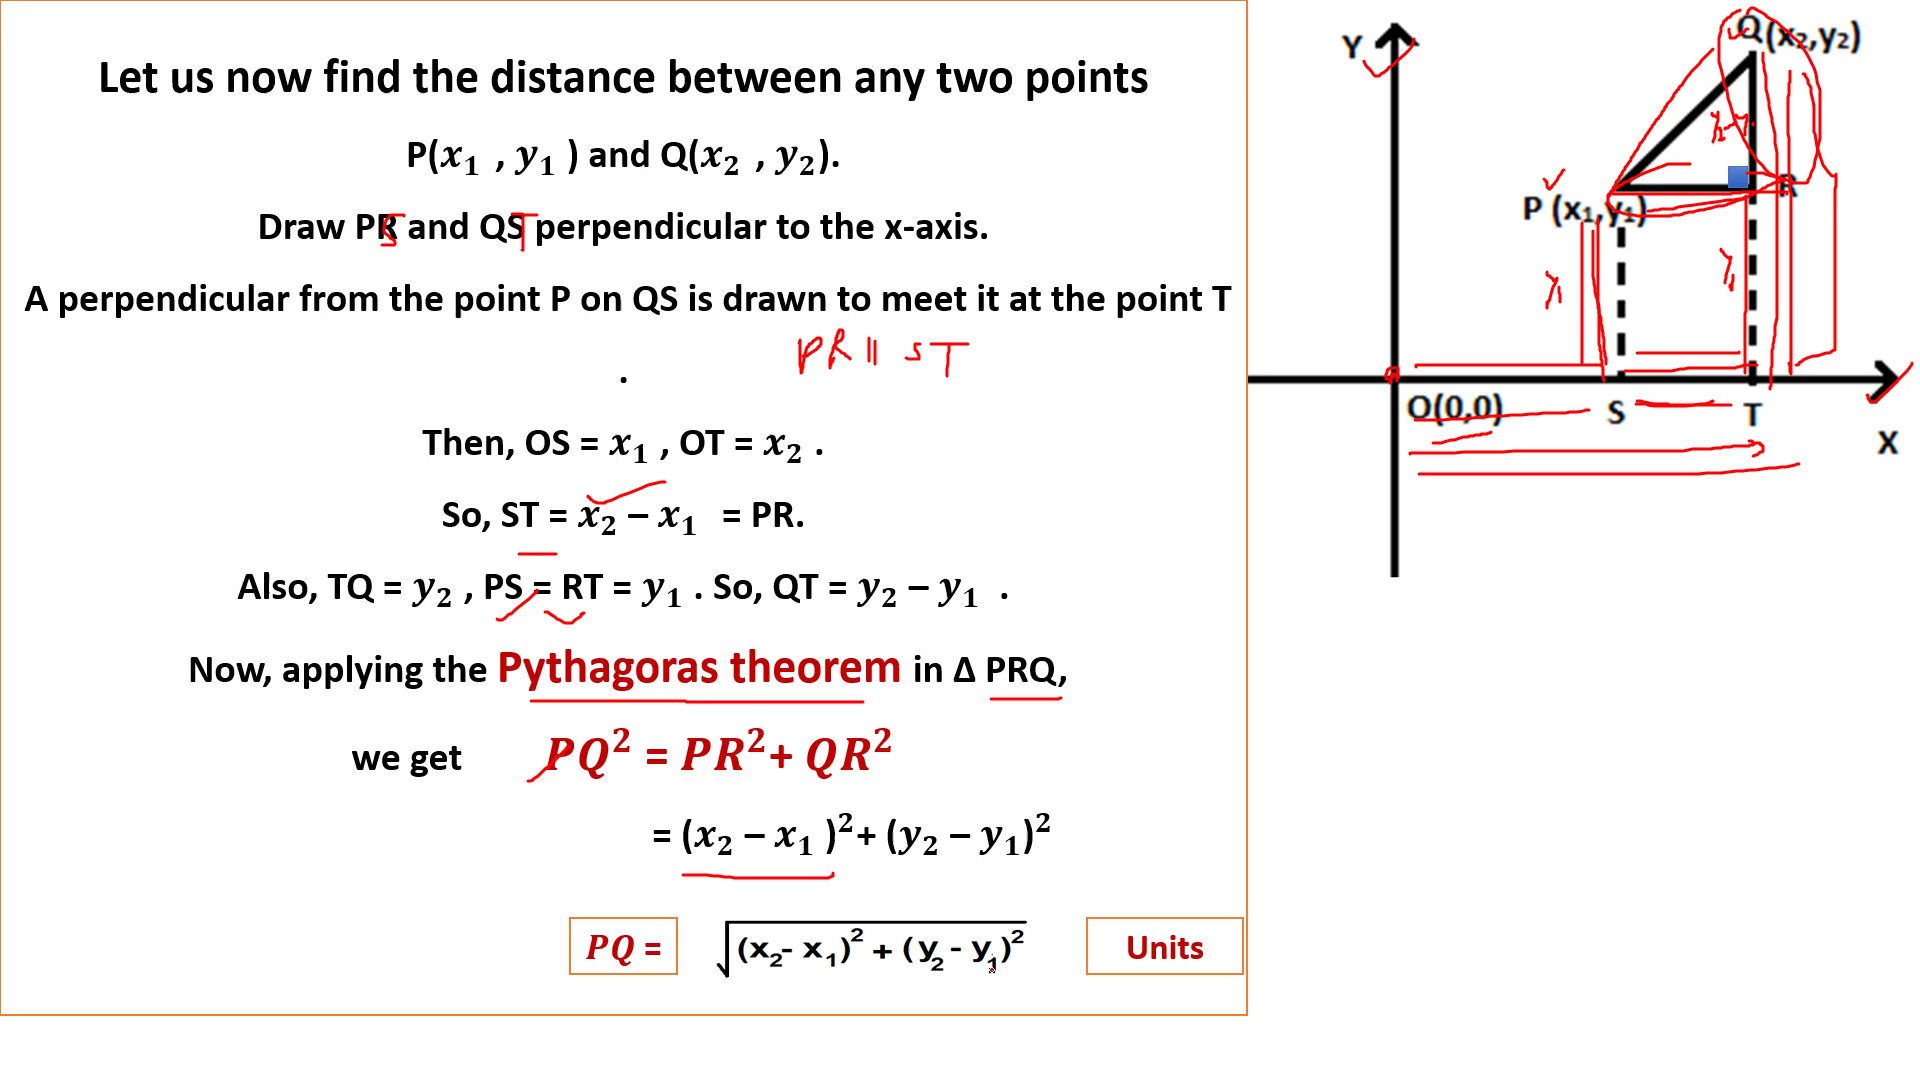 Let us now find the distance between any two points
P(x₁ , y₁ ) and Q(x₂ , y₂).
Draw PR and QS perpendicular to the x-axis.
S T
A perpendicular from the point P on QS is drawn to meet it at the point T
.
PR || ST
Then, OS = x₁ , OT = x₂ .
So, ST = x₂ − x₁ = PR.
Also, TQ = y₂ , PS = RT = y₁ . So, QT = y₂ − y₁ .
Now, applying the Pythagoras theorem in Δ PRQ,
we get PQ² = PR²+ QR²
= (x₂ − x₁ )²+ (y₂ − y₁)²
PQ = √(x₂- x₁)² + (y₂ - y₁)² Units
Y
Q(x₂,y₂)
R
P (x₁,y₁)
y₁ y₁
O(0,0) S T
X